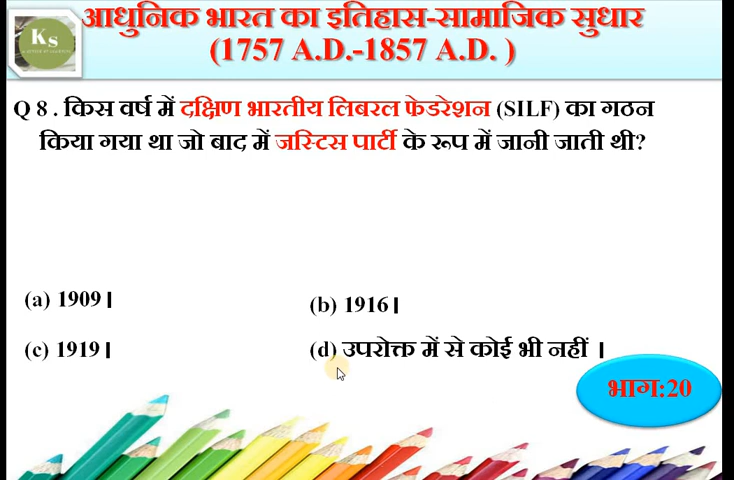 Ks
आधुनिक भारत का इतिहास-सामाजिक सुधार
(1757 A.D.-1857 A.D. )
Q 8 . किस वर्ष में दक्षिण भारतीय लिबरल फेडरेशन (SILF) का गठन
किया गया था जो बाद में जस्टिस पार्टी के रूप में जानी जाती थी?
(a) 1909।
(b) 1916।
(c) 1919।
(d) उपरोक्त में से कोई भी नहीं ।
भाग:20